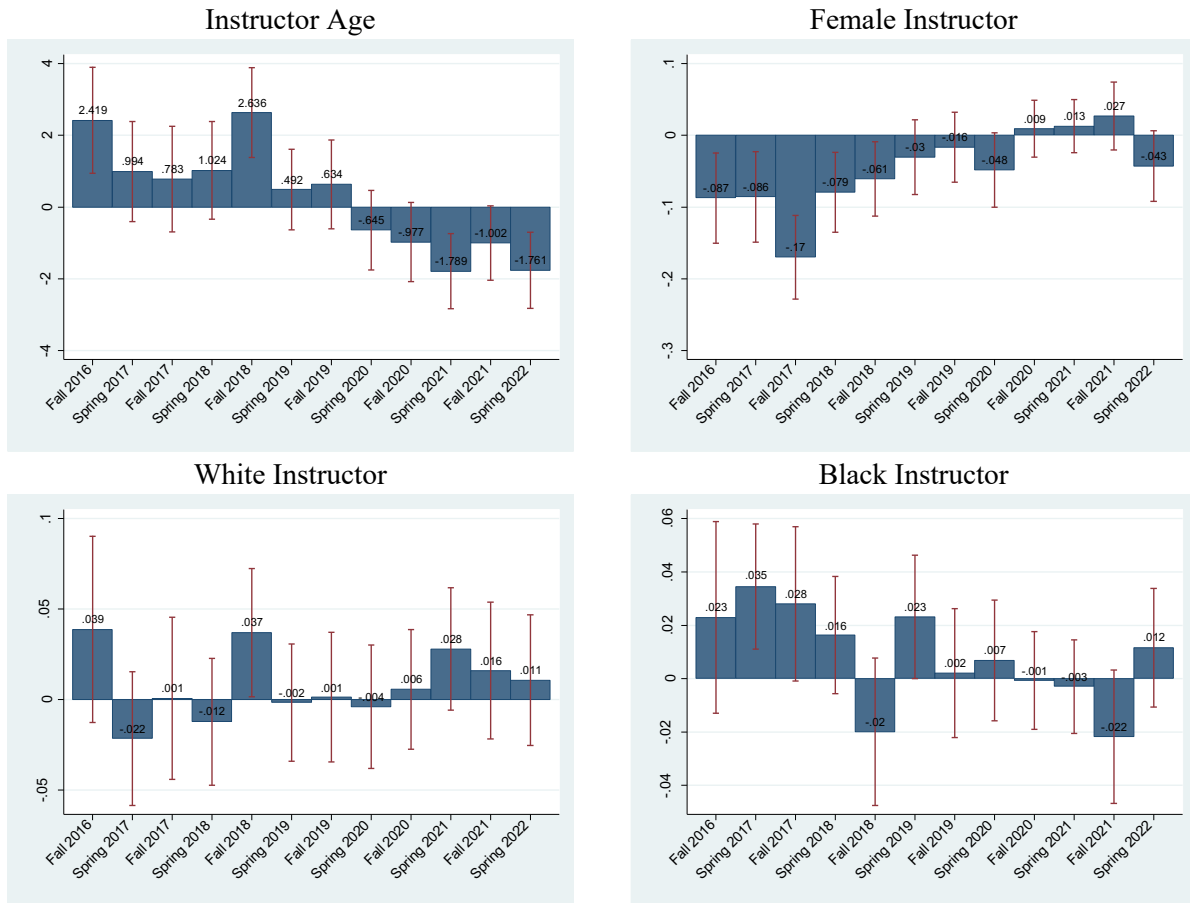 Instructor Age
4
2
0
-2
-4
2.419
.994
.783
1.024
2.636
.492
.634
-.645
-.977
-1.789
-1.002
-1.761
Fall 2016
Spring 2017
Fall 2017
Spring 2018
Fall 2018
Spring 2019
Fall 2019
Spring 2020
Fall 2020
Spring 2021
Fall 2021
Spring 2022
Female Instructor
.1
0
-.1
-.2
-.3
-.087
-.086
-.17
-.079
-.061
-.03
-.016
-.048
.009
.013
.027
-.043
Fall 2016
Spring 2017
Fall 2017
Spring 2018
Fall 2018
Spring 2019
Fall 2019
Spring 2020
Fall 2020
Spring 2021
Fall 2021
Spring 2022
White Instructor
.1
.05
0
-.05
.039
-.022
.001
-.012
.037
-.002
.001
-.004
.006
.028
.016
.011
Fall 2016
Spring 2017
Fall 2017
Spring 2018
Fall 2018
Spring 2019
Fall 2019
Spring 2020
Fall 2020
Spring 2021
Fall 2021
Spring 2022
Black Instructor
.06
.04
.02
0
-.02
-.04
.023
.035
.028
.016
-.02
.023
.002
.007
-.001
-.003
-.022
.012
Fall 2016
Spring 2017
Fall 2017
Spring 2018
Fall 2018
Spring 2019
Fall 2019
Spring 2020
Fall 2020
Spring 2021
Fall 2021
Spring 2022